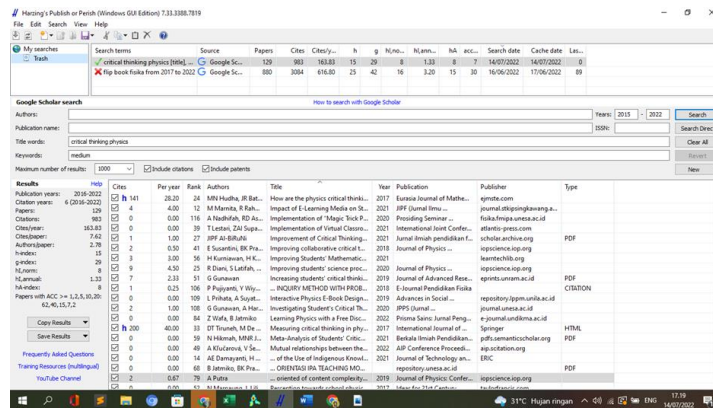 Harzing's Publish or Perish (Windows GUI Edition) 7.33.3388.7819
File Edit Search View Help
My searches
Trash
Search terms Source Papers Cites Cites/y... h g hI,no... hI,ann... hA acc... Search date Cache date Las...
critical thinking physics [title], ... Google Sc... 129 983 163.83 15 29 8 1.33 8 7 14/07/2022 14/07/2022 0
flip book fisika from 2017 to 2022 Google Sc... 880 3084 616.80 25 42 16 3.20 15 30 16/06/2022 17/06/2022 89
Google Scholar search How to search with Google Scholar
Authors: Years: 2015 - 2022 Search
Publication name: ISSN: Search Direc
Title words: critical thinking physics Clear All
Keywords: medium Revert
Maximum number of results: 1000 Include citations Include patents New
Results Help
Publication years: 2016-2022
Citation years: 6 (2016-2022)
Papers: 129
Citations: 983
Cites/year: 163.83
Cites/paper: 7.62
Authors/paper: 2.78
h-index: 15
g-index: 29
hI,norm: 8
hI,annual: 1.33
hA-index: 8
Papers with ACC >= 1,2,5,10,20:
62,40,15,7,2
Copy Results
Save Results
Frequently Asked Questions
Training Resources (multilingual)
YouTube Channel
Cites Per year Rank Authors Title Year Publication Publisher Type
h 141 28.20 24 MN Hudha, JR Bat... How are the physics critical thinki... 2017 Eurasia Journal of Mathe... ejmste.com
4 4.00 12 M Marnita, R Rah... Impact of E-Learning Media on St... 2021 JIPF (Jurnal Ilmu ... journal.stkipsingkawang.a...
0 0.00 116 A Nadhifah, RD As... Implementation of "Magic Trick P... 2020 Prosiding Seminar ... fisika.fmipa.unesa.ac.id
0 0.00 39 T Lestari, ZAI Supa... Implementation of Virtual Classro... 2021 International Joint Confer... atlantis-press.com
1 1.00 27 JIPF Al-BiRuNi Improvement of Critical Thinking... 2021 Jurnal ilmiah pendidikan f... scholar.archive.org PDF
2 0.50 41 E Susantini, BK Pra... Improving collaborative critical t... 2018 Journal of Physics ... iopscience.iop.org
3 3.00 56 H Kurniawan, H K... Improving Students' Mathematic... 2021 learntechlib.org
9 4.50 25 R Diani, S Latifah, ... Improving students' science proc... 2020 Journal of Physics ... iopscience.iop.org
7 2.33 51 G Gunawan Increasing students' critical thinki... 2019 Journal of Advanced Rese... eprints.unram.ac.id PDF
1 0.25 106 P Pujiyanti, Y Wiy... ... INQUIRY METHOD WITH PROB... 2018 E-Journal Pendidikan Fisika CITATION
0 0.00 109 L Prihata, A Suyat... Interactive Physics E-Book Design... 2019 Advances in Social ... repository.lppm.unila.ac.id
2 1.00 108 G Gunawan, A Har... Investigating Student's Critical Th... 2020 JPPS (Jurnal ... journal.unesa.ac.id
0 0.00 84 Z Wafa, B Jatmiko Learning Physics with a Free Disc... 2022 Prisma Sains: Jurnal Peng... e-journal.undikma.ac.id
h 200 40.00 33 DT Tiruneh, M De ... Measuring critical thinking in phy... 2017 International Journal of ... Springer HTML
0 0.00 59 N Hikmah, MNR J... Meta-Analysis of Students' Critic... 2021 Berkala Ilmiah Pendidikan... pdfs.semanticscholar.org PDF
0 0.00 49 A Kľučarová, V Še... Mutual relationships between the... 2022 AIP Conference Proceedi... aip.scitation.org
0 0.00 14 AE Damayanti, H ... ... of the Use of Indigenous Knowl... 2021 Journal of Technology an... ERIC
0 0.00 68 B Jatmiko, BK Pra... ... ORIENTASI IPA TEACHING MO... repository.unesa.ac.id PDF
2 0.67 79 A Putra ... oriented of content complexity... 2019 Journal of Physics: Confer... iopscience.iop.org
31°C Hujan ringan ENG 17.19
14/07/2022